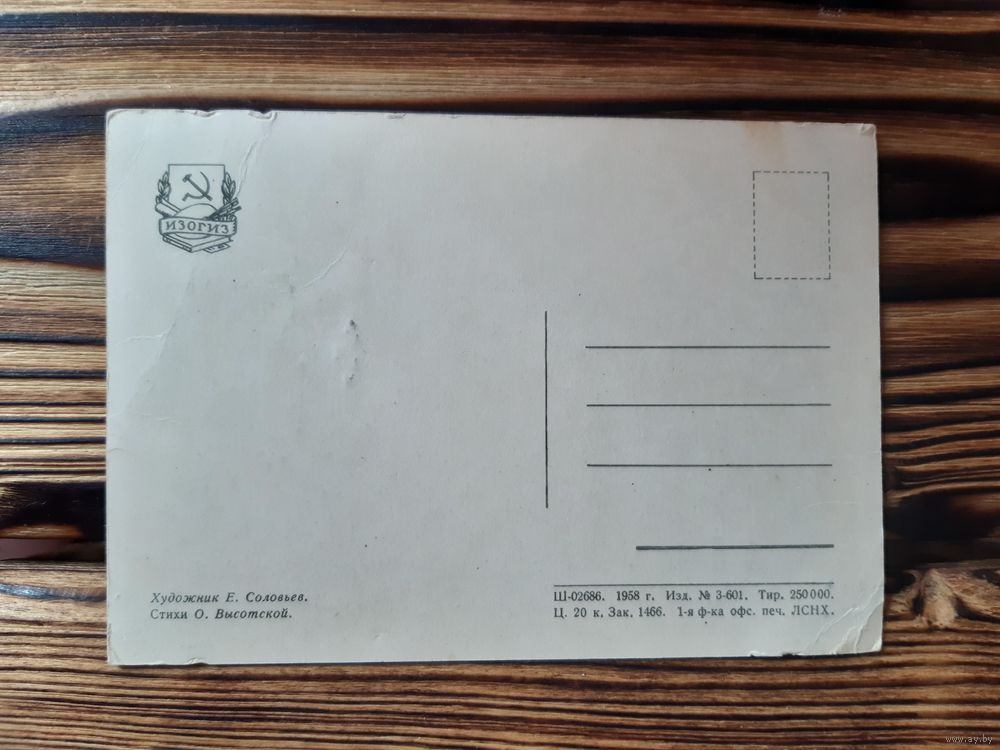 ИЗОГИЗ
Художник Е. Соловьев.
Стихи О. Высотской.
Ш-02686. 1958 г. Изд. № 3-601. Тир. 250 000.
Ц. 20 к. Зак. 1466. 1-я ф-ка офс. печ. ЛСНХ.
www.ay.by